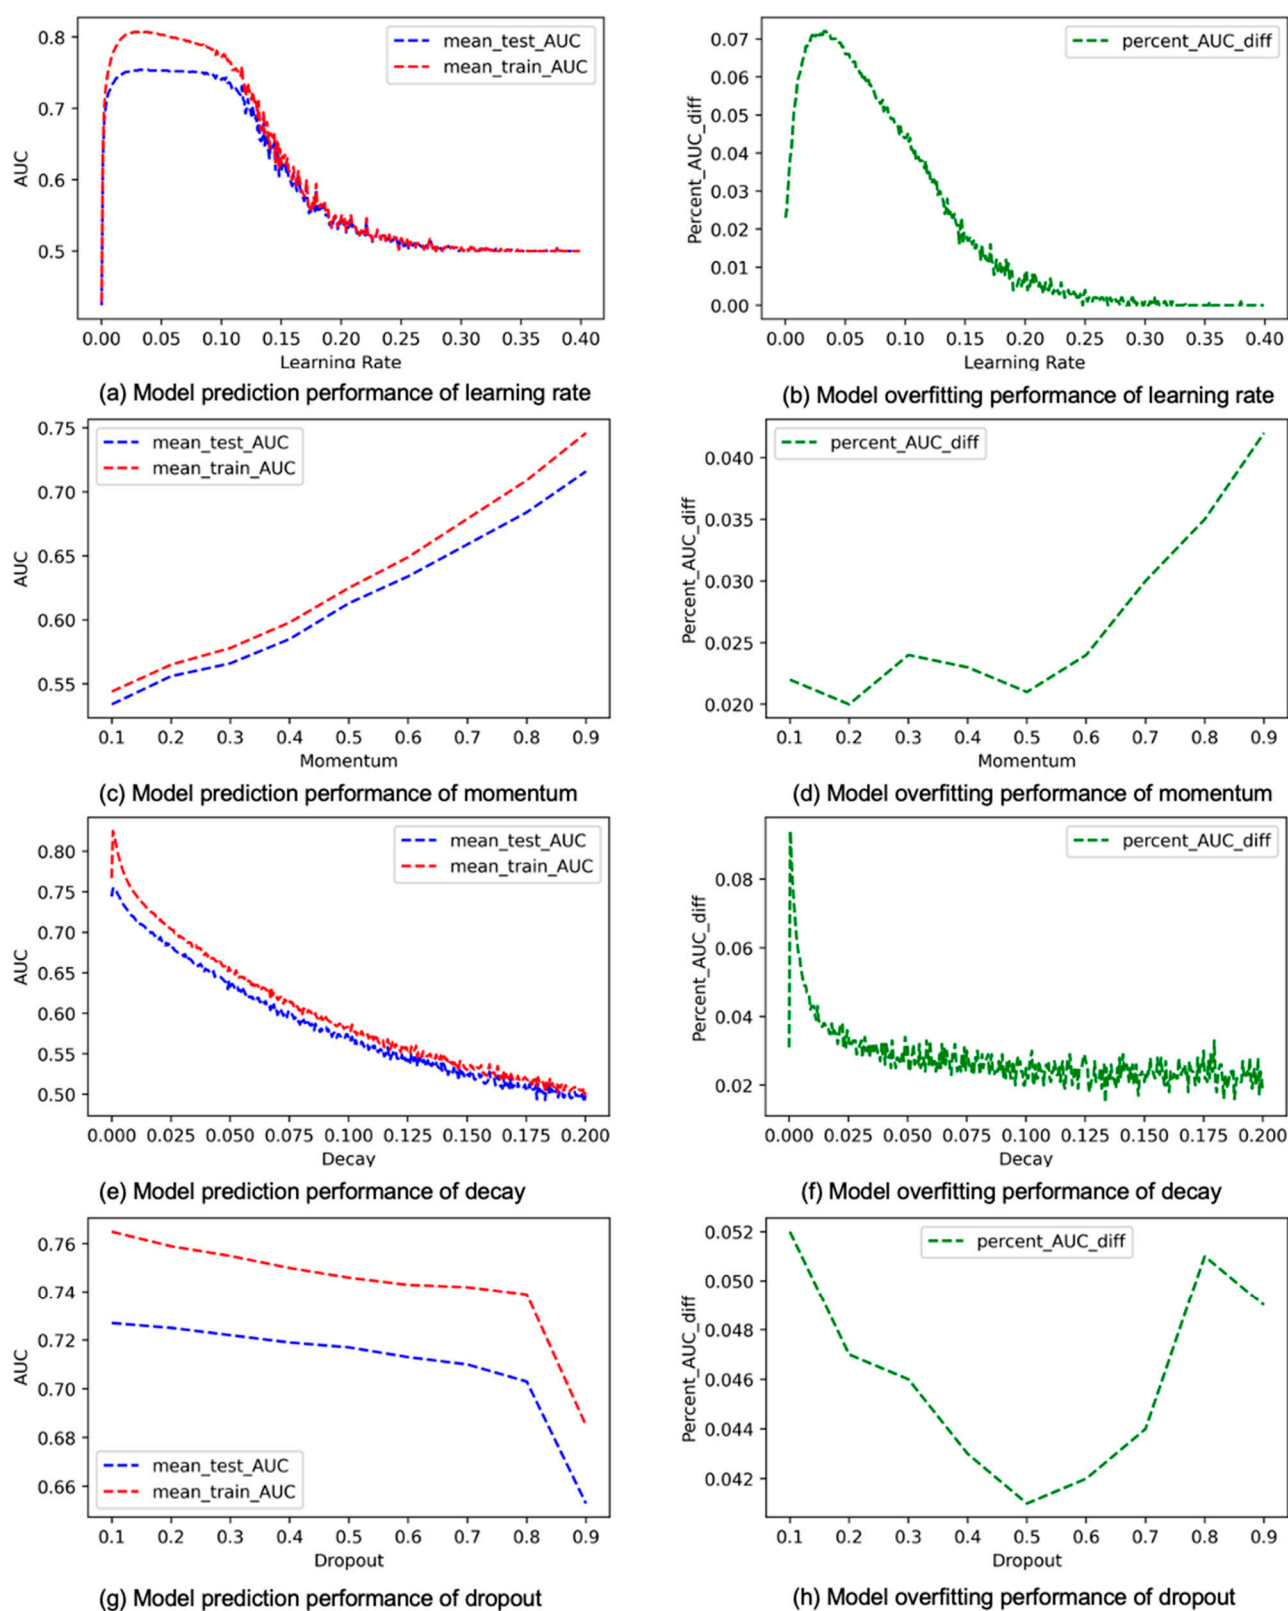 0.8
0.7
0.6
0.5
AUC
mean_test_AUC
mean_train_AUC
0.00 0.05 0.10 0.15 0.20 0.25 0.30 0.35 0.40
Learning Rate
(a) Model prediction performance of learning rate
0.07
0.06
0.05
0.04
0.03
0.02
0.01
0.00
Percent_AUC_diff
percent_AUC_diff
0.00 0.05 0.10 0.15 0.20 0.25 0.30 0.35 0.40
Learning Rate
(b) Model overfitting performance of learning rate
0.75
0.70
0.65
0.60
0.55
AUC
mean_test_AUC
mean_train_AUC
0.1 0.2 0.3 0.4 0.5 0.6 0.7 0.8 0.9
Momentum
(c) Model prediction performance of momentum
0.040
0.035
0.030
0.025
0.020
Percent_AUC_diff
percent_AUC_diff
0.1 0.2 0.3 0.4 0.5 0.6 0.7 0.8 0.9
Momentum
(d) Model overfitting performance of momentum
0.80
0.75
0.70
0.65
0.60
0.55
0.50
AUC
mean_test_AUC
mean_train_AUC
0.000 0.025 0.050 0.075 0.100 0.125 0.150 0.175 0.200
Decay
(e) Model prediction performance of decay
0.08
0.06
0.04
0.02
Percent_AUC_diff
percent_AUC_diff
0.000 0.025 0.050 0.075 0.100 0.125 0.150 0.175 0.200
Decay
(f) Model overfitting performance of decay
0.76
0.74
0.72
0.70
0.68
0.66
AUC
mean_test_AUC
mean_train_AUC
0.1 0.2 0.3 0.4 0.5 0.6 0.7 0.8 0.9
Dropout
(g) Model prediction performance of dropout
0.052
0.050
0.048
0.046
0.044
0.042
Percent_AUC_diff
percent_AUC_diff
0.1 0.2 0.3 0.4 0.5 0.6 0.7 0.8 0.9
Dropout
(h) Model overfitting performance of dropout